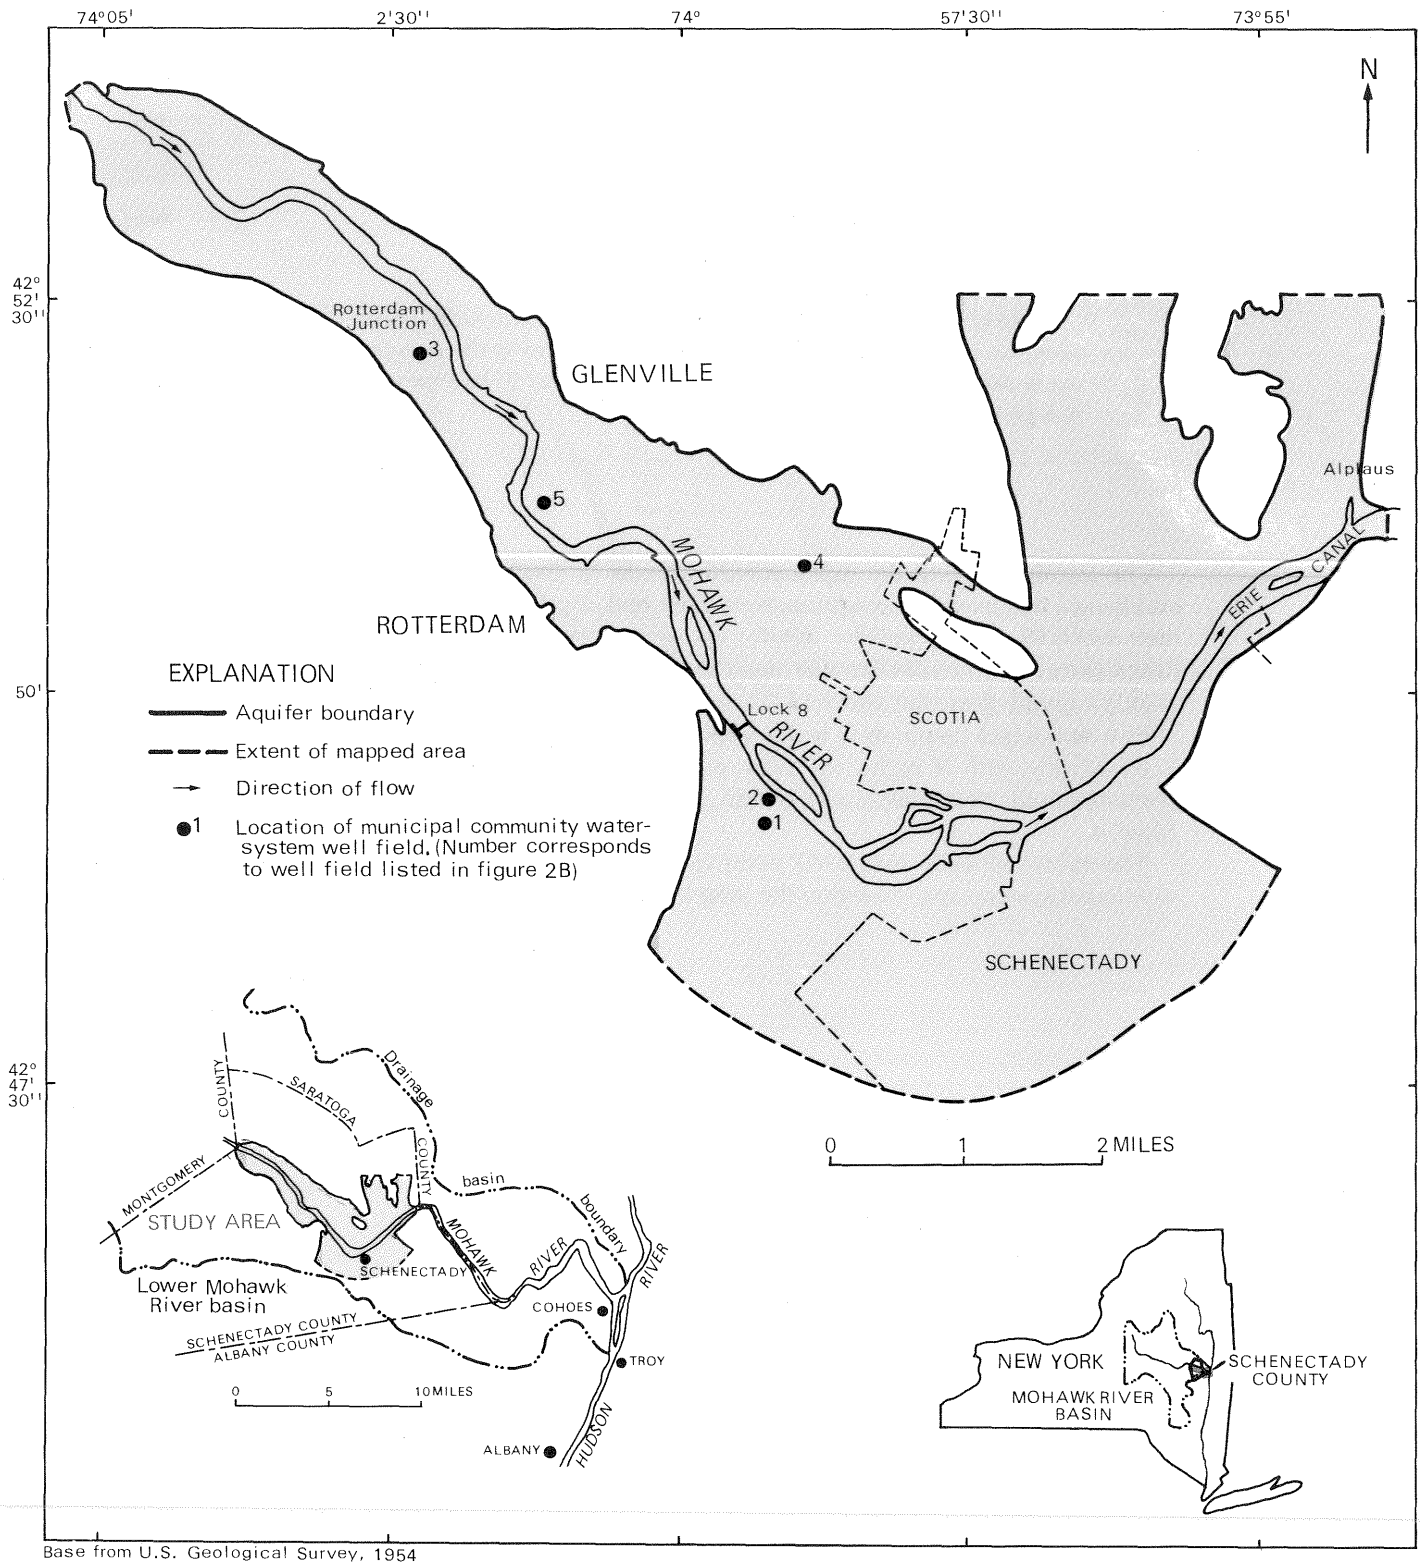 74°05'
2'30''
74°
57'30''
73°55'
N
42°
52'
30''
Rotterdam
Junction
3
GLENVILLE
Alplaus
5
4
MOHAWK
CANAL
ERIE
ROTTERDAM
EXPLANATION
50'
Lock 8
Aquifer boundary
SCOTIA
RIVER
Extent of mapped area
Direction of flow
2
1
1 Location of municipal community water-
system well field. (Number corresponds
to well field listed in figure 2B)
SCHENECTADY
42°
47'
30''
Drainage
COUNTY
SARATOGA
0 1 2 MILES
COUNTY
MONTGOMERY
basin
STUDY AREA
boundary
MOHAWK
RIVER
RIVER
SCHENECTADY
Lower Mohawk
River basin
COHOES
SCHENECTADY COUNTY
ALBANY COUNTY
TROY
NEW YORK
SCHENECTADY
COUNTY
0 5 10 MILES
MOHAWK RIVER
BASIN
HUDSON
ALBANY
Base from U.S. Geological Survey, 1954